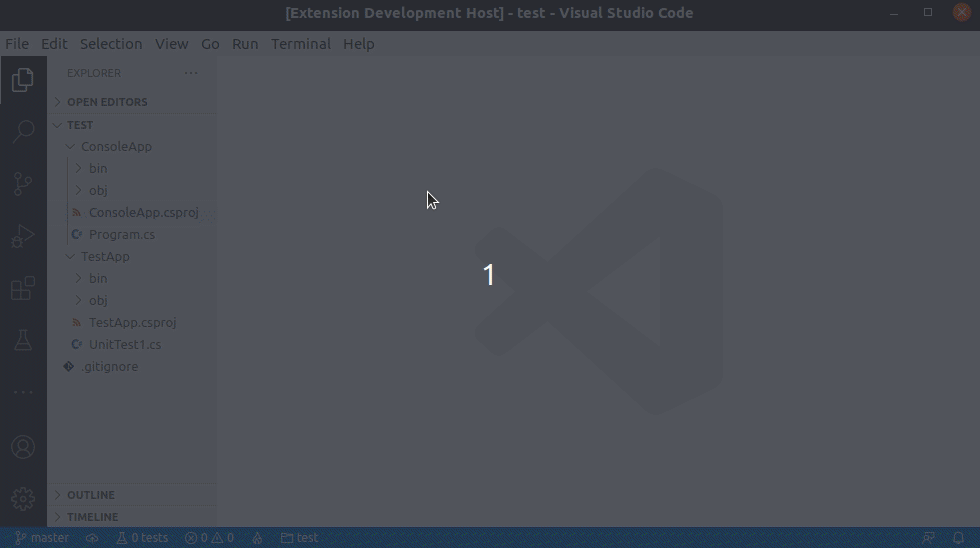 [Extension Development Host] - test - Visual Studio Code
File Edit Selection View Go Run Terminal Help
EXPLORER
OPEN EDITORS
TEST
ConsoleApp
bin
obj
ConsoleApp.csproj
Program.cs
TestApp
bin
obj
TestApp.csproj
UnitTest1.cs
.gitignore
1
OUTLINE
TIMELINE
master 0 tests 0 0 test